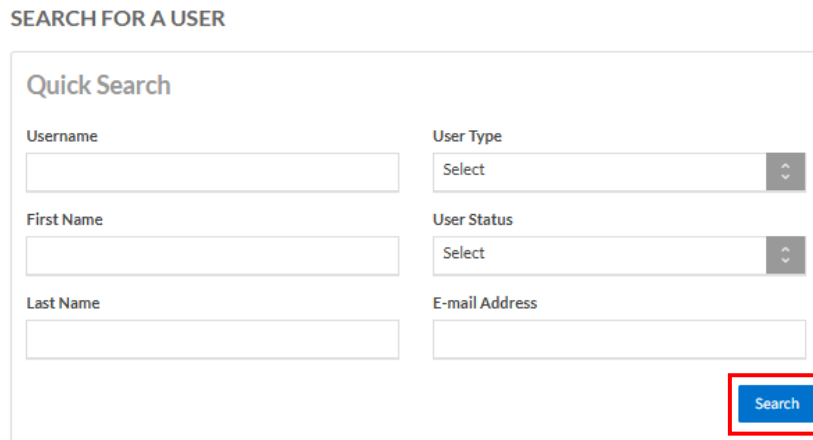 SEARCH FOR A USER
Quick Search
Username
User Type
Select
First Name
User Status
Select
Last Name
E-mail Address
Search